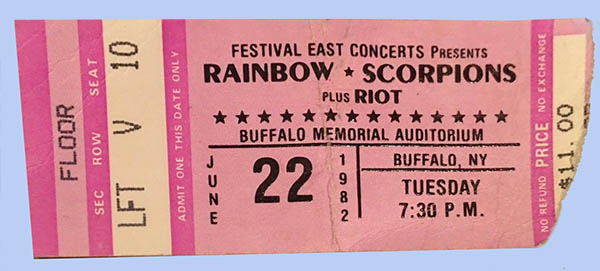 FLOOR
SEC ROW SEAT
LFT V 10
ADMIT ONE THIS DATE ONLY
FESTIVAL EAST CONCERTS PRESENTS
RAINBOW ★ SCORPIONS
PLUS RIOT
★ ★ ★ ★ ★ ★ ★ ★ ★ ★ ★ ★ ★ ★ ★
BUFFALO MEMORIAL AUDITORIUM
JUNE 22 1982
BUFFALO, NY
TUESDAY
7:30 P.M.
NO REFUND PRICE NO EXCHANGE
$11.00